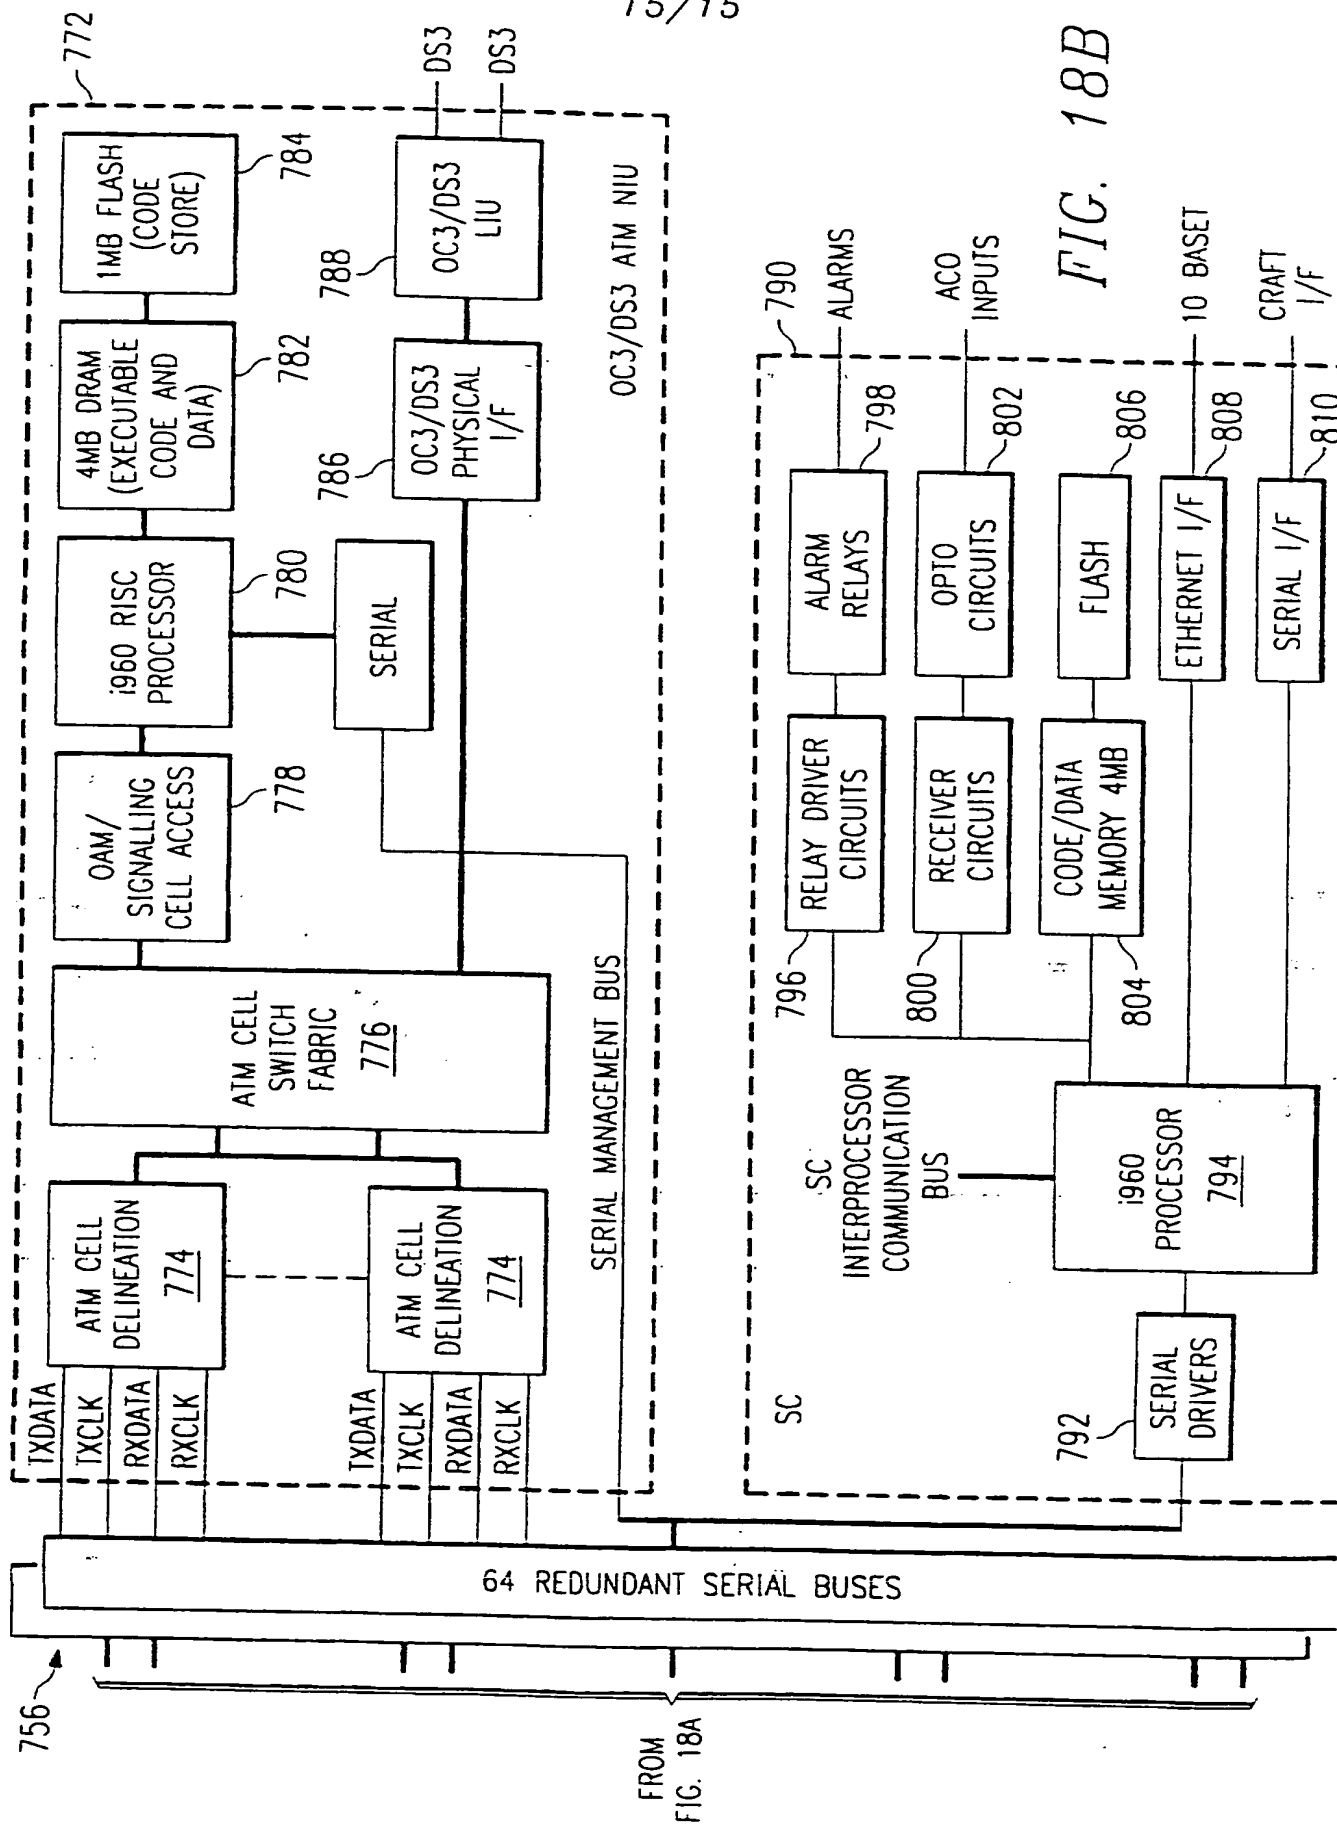 15/15
772
1MB FLASH
(CODE
STORE)
784
4MB DRAM
(EXECUTABLE
CODE AND
DATA)
782
i960 RISC
PROCESSOR
780
OAM/
SIGNALLING
CELL ACCESS
778
SERIAL
OC3/DS3
LIU
788
DS3
DS3
OC3/DS3
PHYSICAL
I/F
786
OC3/DS3 ATM NIU
ATM CELL
SWITCH
FABRIC
776
ATM CELL
DELINEATION
774
ATM CELL
DELINEATION
774
TXDATA
TXCLK
RXDATA
RXCLK
TXDATA
TXCLK
RXDATA
RXCLK
SERIAL MANAGEMENT BUS
64 REDUNDANT SERIAL BUSES
756
FROM
FIG. 18A
790
SC
ALARMS
ALARM
RELAYS
798
RELAY DRIVER
CIRCUITS
796
ACO
INPUTS
OPTO
CIRCUITS
802
RECEIVER
CIRCUITS
800
FLASH
806
CODE/DATA
MEMORY 4MB
804
10 BASET
ETHERNET I/F
808
CRAFT
I/F
SERIAL I/F
810
SC
INTERPROCESSOR
COMMUNICATION
BUS
i960
PROCESSOR
794
SERIAL
DRIVERS
792
FIG. 18B